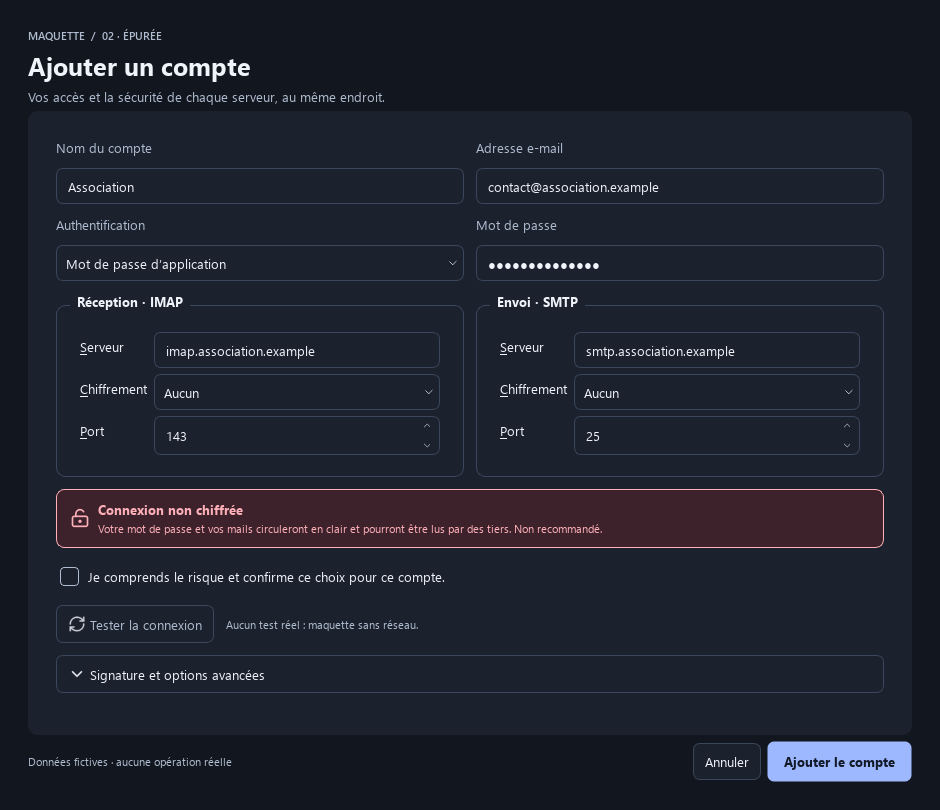 MAQUETTE / 02 · ÉPURÉE
Ajouter un compte
Vos accès et la sécurité de chaque serveur, au même endroit.
Nom du compte
Adresse e-mail
Association
contact@association.example
Authentification
Mot de passe
Mot de passe d'application
●●●●●●●●●●●●●●
Réception · IMAP
Serveur
imap.association.example
Chiffrement
Aucun
Port
143
Envoi · SMTP
Serveur
smtp.association.example
Chiffrement
Aucun
Port
25
Connexion non chiffrée
Votre mot de passe et vos mails circuleront en clair et pourront être lus par des tiers. Non recommandé.
Je comprends le risque et confirme ce choix pour ce compte.
Tester la connexion
Aucun test réel : maquette sans réseau.
Signature et options avancées
Données fictives · aucune opération réelle
Annuler
Ajouter le compte